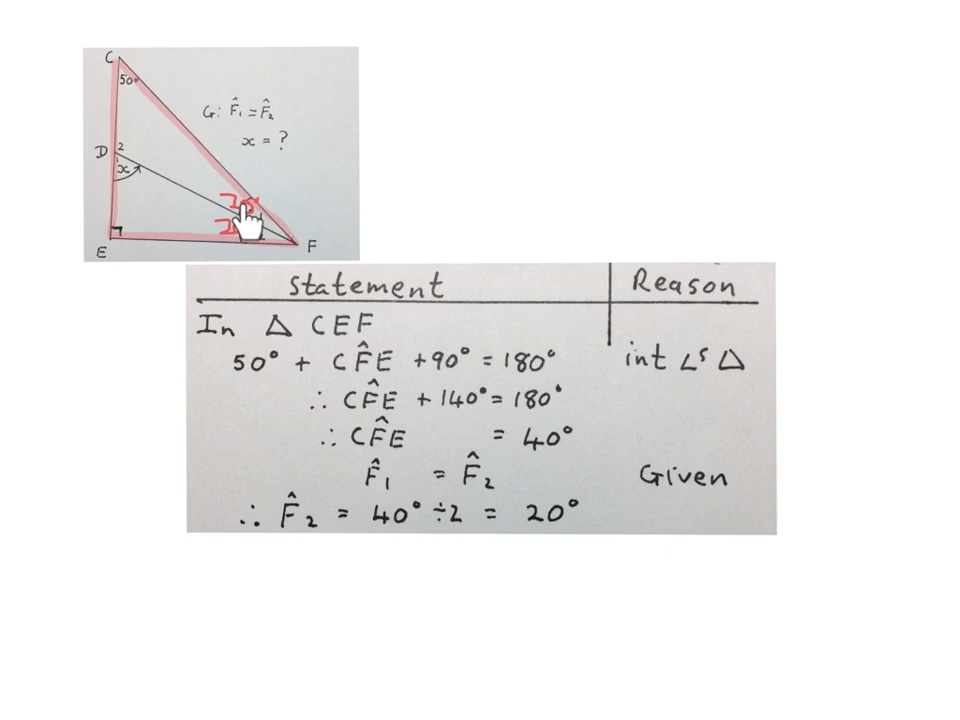 C
50°
G: F̂₁ = F̂₂
x = ?
D 2
1
x
E
F
Statement Reason
In △ CEF
50° + CF̂E + 90° = 180° int ∠ˢ △
∴ CF̂E + 140° = 180°
∴ CF̂E = 40°
F̂₁ = F̂₂ Given
∴ F̂₂ = 40° ÷ 2 = 20°